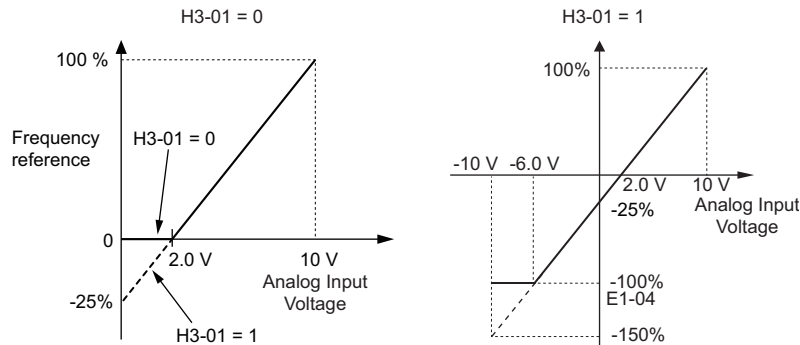 H3-01 = 0
100 %
H3-01 = 0
Frequency
reference
0
2.0 V
10 V
Analog Input
Voltage
-25%
H3-01 = 1
H3-01 = 1
100%
-10 V
-6.0 V
2.0 V
10 V
Analog Input
Voltage
-25%
-100%
E1-04
-150%